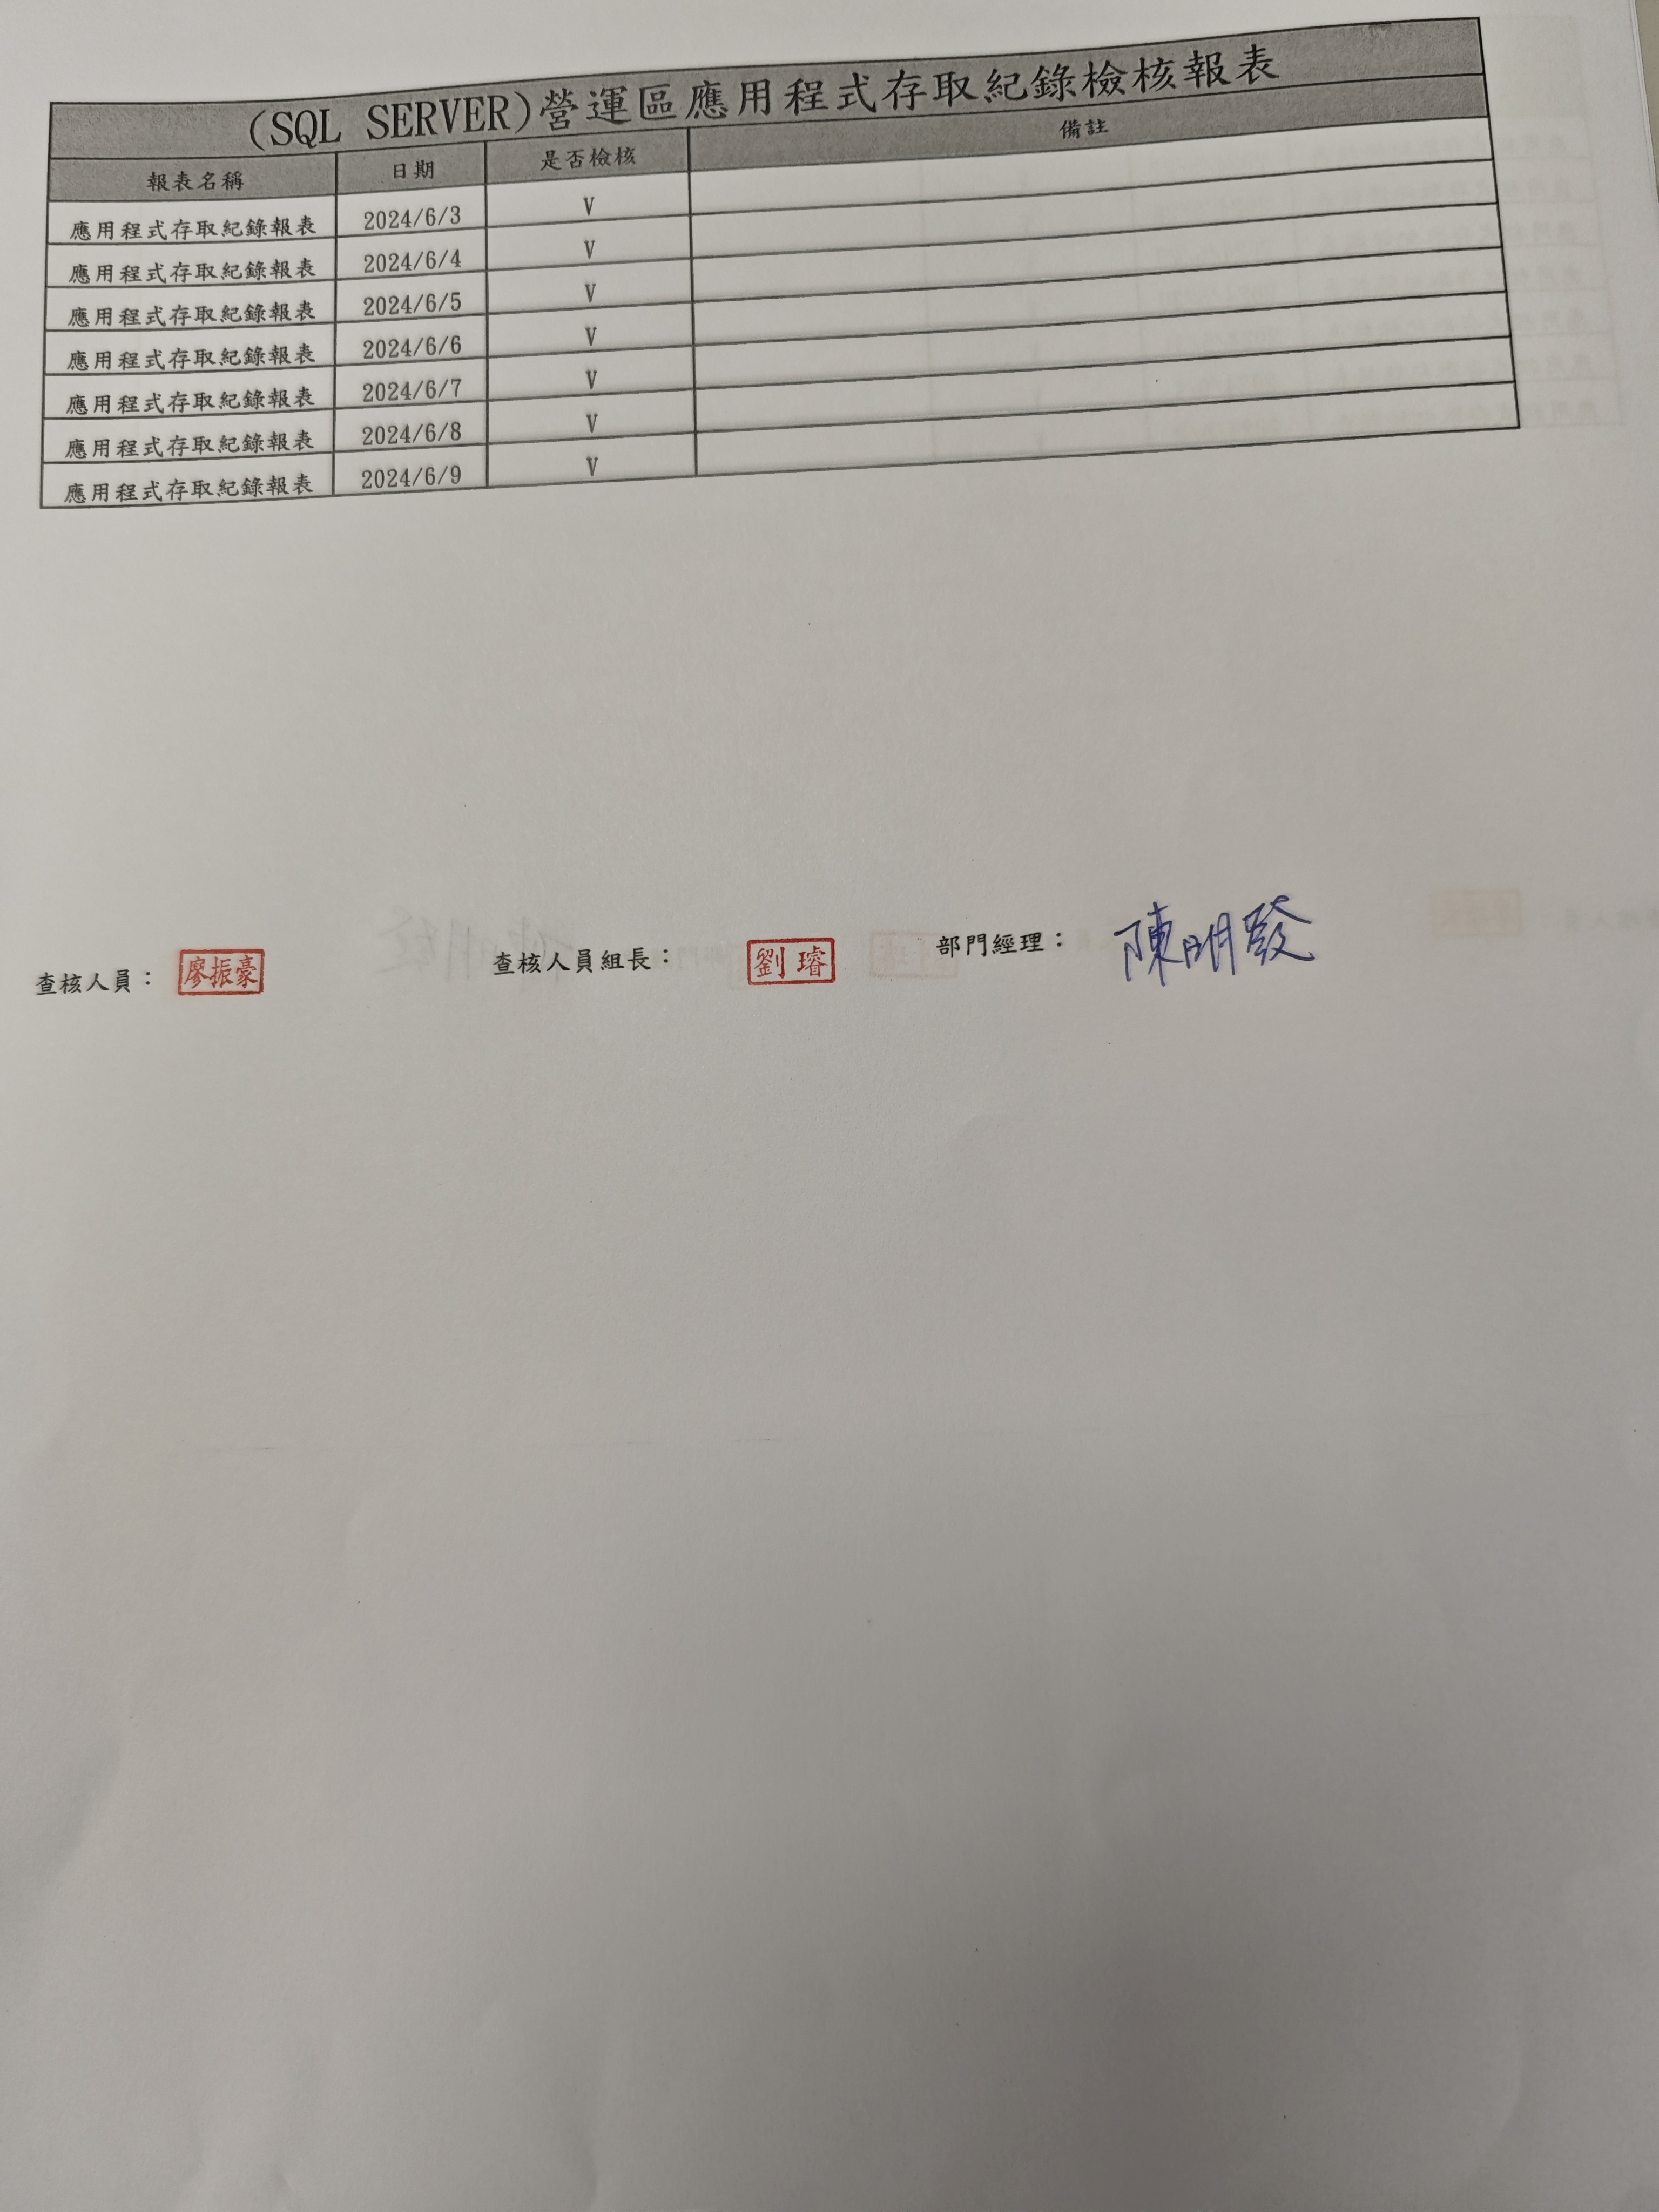 (SQL SERVER)營運區應用程式存取紀錄檢核報表
報表名稱 日期 是否檢核 備註
應用程式存取紀錄報表 2024/6/3 V
應用程式存取紀錄報表 2024/6/4 V
應用程式存取紀錄報表 2024/6/5 V
應用程式存取紀錄報表 2024/6/6 V
應用程式存取紀錄報表 2024/6/7 V
應用程式存取紀錄報表 2024/6/8 V
應用程式存取紀錄報表 2024/6/9 V
查核人員： 廖振豪 查核人員組長： 劉璿 部門經理： 陳明發